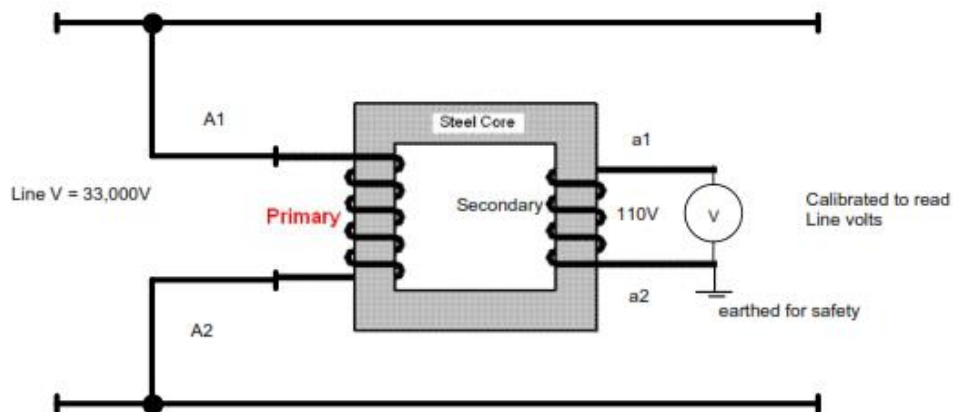 A1
Steel Core
a1
Line V = 33,000V
Primary
Secondary
110V
V
Calibrated to read
Line volts
a2
earthed for safety
A2